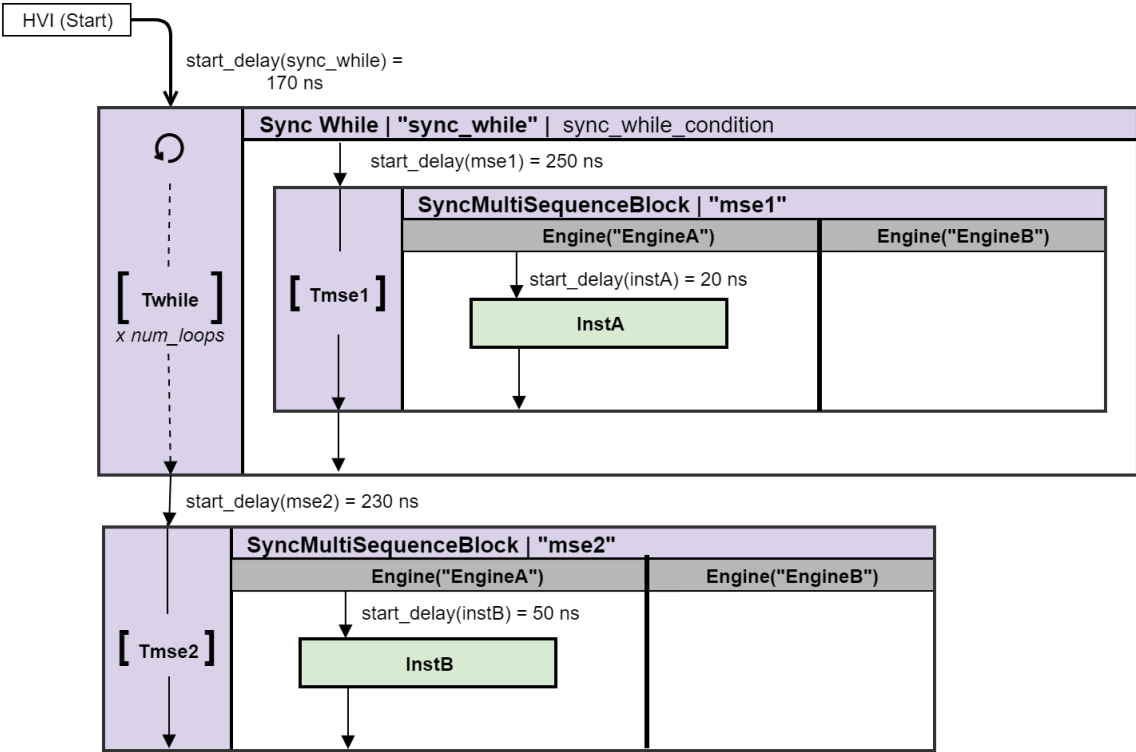 HVI (Start)
start_delay(sync_while) =
170 ns
Sync While | "sync_while" | sync_while_condition
start_delay(mse1) = 250 ns
SyncMultiSequenceBlock | "mse1"
Engine("EngineA")
Engine("EngineB")
start_delay(instA) = 20 ns
[ Twhile ]
x num_loops
[ Tmse1 ]
InstA
start_delay(mse2) = 230 ns
SyncMultiSequenceBlock | "mse2"
Engine("EngineA")
Engine("EngineB")
start_delay(instB) = 50 ns
[ Tmse2 ]
InstB